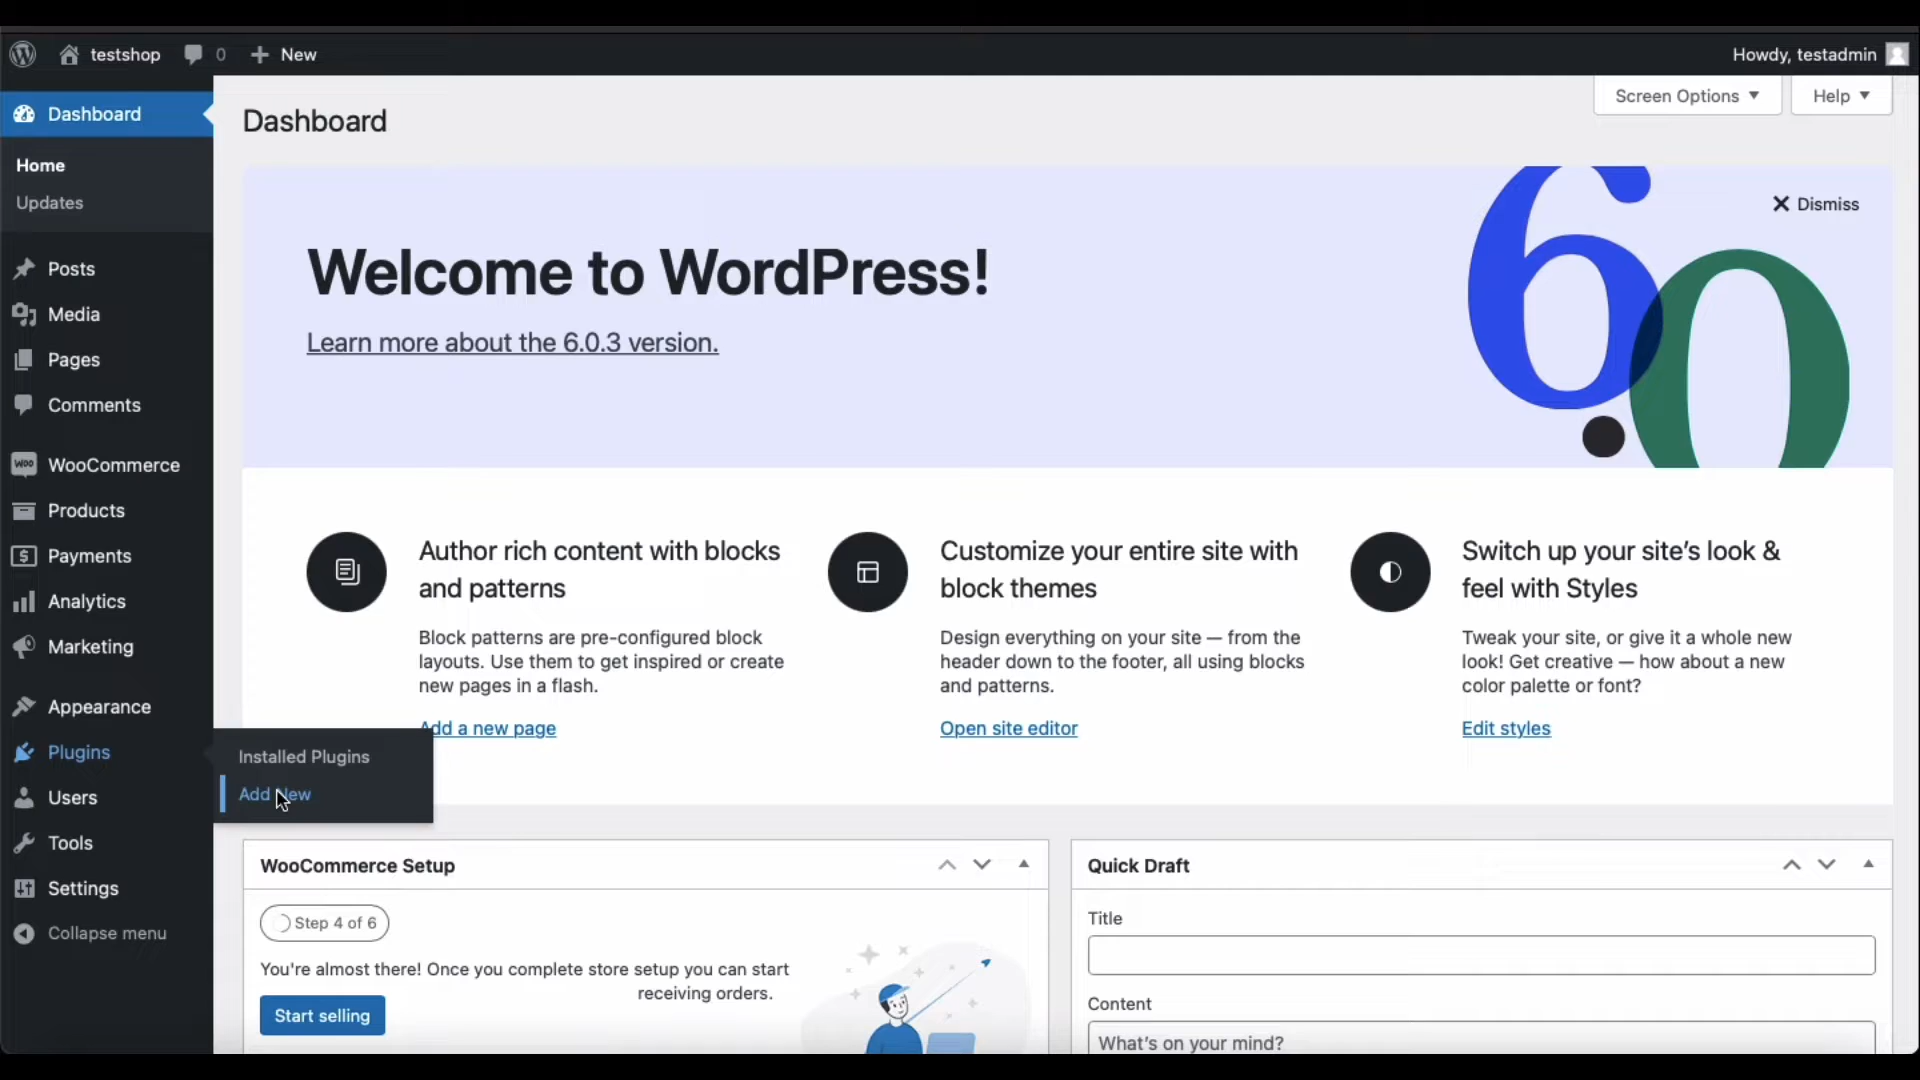 testshop
0
New
Howdy, testadmin
Dashboard
Home
Updates
Posts
Media
Pages
Comments
WOO
WooCommerce
Products
Payments
Analytics
Marketing
Appearance
Plugins
Users
Tools
Settings
Collapse menu
Installed Plugins
Add New
Screen Options
Help
Dashboard
Dismiss
Welcome to WordPress!
Learn more about the 6.0.3 version.
6.0
Author rich content with blocks
and patterns
Block patterns are pre-configured block
layouts. Use them to get inspired or create
new pages in a flash.
Add a new page
Customize your entire site with
block themes
Design everything on your site — from the
header down to the footer, all using blocks
and patterns.
Open site editor
Switch up your site's look &
feel with Styles
Tweak your site, or give it a whole new
look! Get creative — how about a new
color palette or font?
Edit styles
WooCommerce Setup
Step 4 of 6
You're almost there! Once you complete store setup you can start
receiving orders.
Start selling
Quick Draft
Title
Content
What's on your mind?